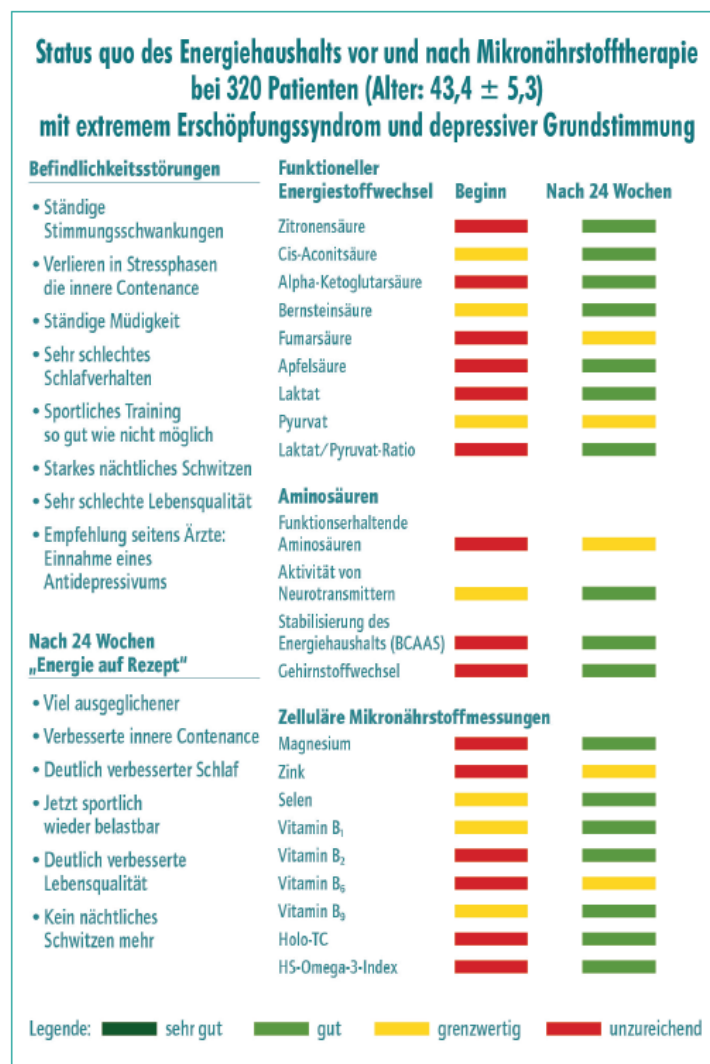 Status quo des Energiehaushalts vor und nach Mikronährstofftherapie
bei 320 Patienten (Alter: 43,4 ± 5,3)
mit extremem Erschöpfungssyndrom und depressiver Grundstimmung
Befindlichkeitsstörungen
• Ständige
Stimmungsschwankungen
• Verlieren in Stressphasen
die innere Contenance
• Ständige Müdigkeit
• Sehr schlechtes
Schlafverhalten
• Sportliches Training
so gut wie nicht möglich
• Starkes nächtliches Schwitzen
• Sehr schlechte Lebensqualität
• Empfehlung seitens Ärzte:
Einnahme eines
Antidepressivums
Nach 24 Wochen
„Energie auf Rezept“
• Viel ausgeglichener
• Verbesserte innere Contenance
• Deutlich verbesserter Schlaf
• Jetzt sportlich
wieder belastbar
• Deutlich verbesserte
Lebensqualität
• Kein nächtliches
Schwitzen mehr
Funktioneller
Energiestoffwechsel Beginn Nach 24 Wochen
Zitronensäure
Cis-Aconitsäure
Alpha-Ketoglutarsäure
Bernsteinsäure
Fumarsäure
Apfelsäure
Laktat
Pyurvat
Laktat/Pyruvat-Ratio
Aminosäuren
Funktionserhaltende
Aminosäuren
Aktivität von
Neurotransmittern
Stabilisierung des
Energiehaushalts (BCAAS)
Gehirnstoffwechsel
Zelluläre Mikronährstoffmessungen
Magnesium
Zink
Selen
Vitamin B₁
Vitamin B₂
Vitamin B₆
Vitamin B₉
Holo-TC
HS-Omega-3-Index
Legende: sehr gut gut grenzwertig unzureichend